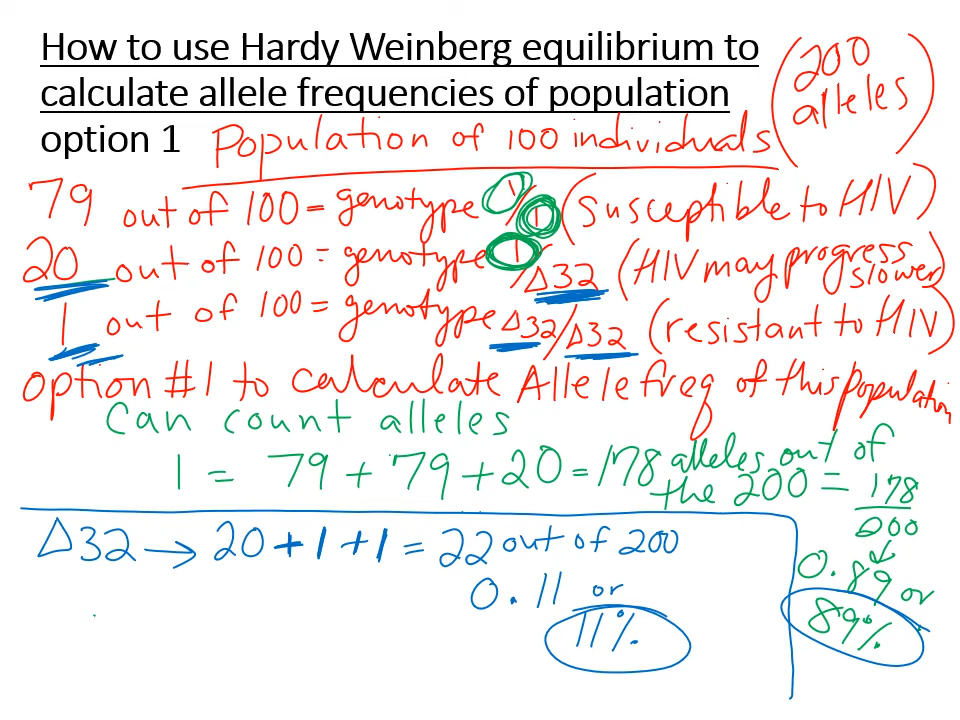 How to use Hardy Weinberg equilibrium to
calculate allele frequencies of population
option 1 Population of 100 individuals
(200 alleles)
79 out of 100 = genotype 1/1 (Susceptible to HIV)
20 out of 100 = genotype 1/Δ32 (HIV may progress slower)
1 out of 100 = genotype Δ32/Δ32 (resistant to HIV)
Option #1 to Calculate Allele freq of this population
Can count alleles
1 = 79 + 79 + 20 = 178 alleles out of
the 200 = 178/200
0.89 or
89%
Δ32 → 20 + 1 + 1 = 22 out of 200
0.11 or
11%